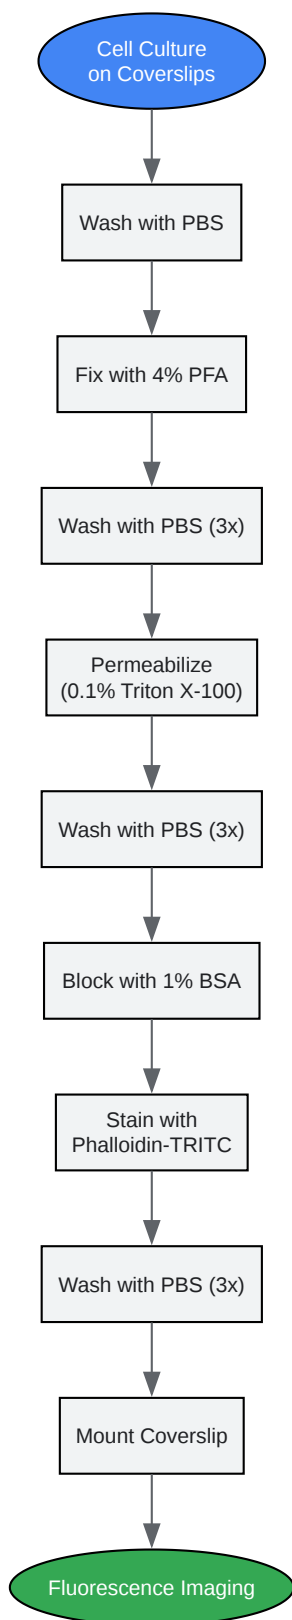 Cell Culture
on Coverslips
Wash with PBS
Fix with 4% PFA
Wash with PBS (3x)
Permeabilize
(0.1% Triton X-100)
Wash with PBS (3x)
Block with 1% BSA
Stain with
Phalloidin-TRITC
Wash with PBS (3x)
Mount Coverslip
Fluorescence Imaging